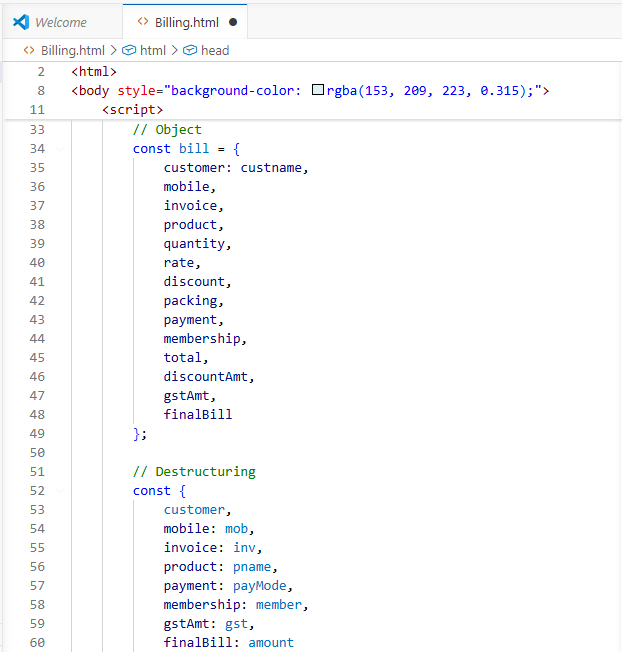 Welcome
<> Billing.html ●
<> Billing.html > html > head
2 <html>
8 <body style="background-color: rgba(153, 209, 223, 0.315);">
11 <script>
33 // Object
34 const bill = {
35 customer: custname,
36 mobile,
37 invoice,
38 product,
39 quantity,
40 rate,
41 discount,
42 packing,
43 payment,
44 membership,
45 total,
46 discountAmt,
47 gstAmt,
48 finalBill
49 };
50
51 // Destructuring
52 const {
53 customer,
54 mobile: mob,
55 invoice: inv,
56 product: pname,
57 payment: payMode,
58 membership: member,
59 gstAmt: gst,
60 finalBill: amount